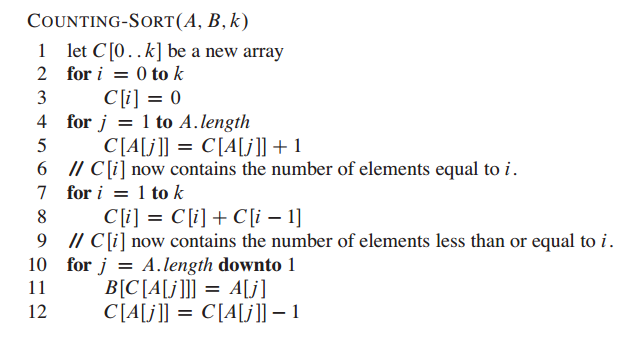 COUNTING-SORT(A, B, k)
1 let C[0..k] be a new array
2 for i = 0 to k
3 C[i] = 0
4 for j = 1 to A.length
5 C[A[j]] = C[A[j]] + 1
6 // C[i] now contains the number of elements equal to i.
7 for i = 1 to k
8 C[i] = C[i] + C[i − 1]
9 // C[i] now contains the number of elements less than or equal to i.
10 for j = A.length downto 1
11 B[C[A[j]]] = A[j]
12 C[A[j]] = C[A[j]] − 1